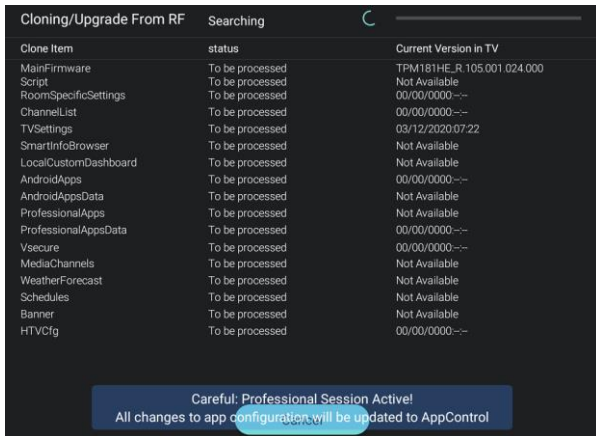 Cloning/Upgrade From RF Searching
Clone Item status Current Version in TV
MainFirmware To be processed TPM181HE_R.105.001.024.000
Script To be processed Not Available
RoomSpecificSettings To be processed 00/00/0000:--:--
ChannelList To be processed 00/00/0000:--:--
TVSettings To be processed 03/12/2020:07:22
SmartInfoBrowser To be processed Not Available
LocalCustomDashboard To be processed Not Available
AndroidApps To be processed 00/00/0000:--:--
AndroidAppsData To be processed Not Available
ProfessionalApps To be processed Not Available
ProfessionalAppsData To be processed 00/00/0000:--:--
Vsecure To be processed 00/00/0000:--:--
MediaChannels To be processed Not Available
WeatherForecast To be processed Not Available
Schedules To be processed Not Available
Banner To be processed Not Available
HTVCfg To be processed 00/00/0000:--:--
Careful: Professional Session Active!
All changes to app configuration will be updated to AppControl
Cancel